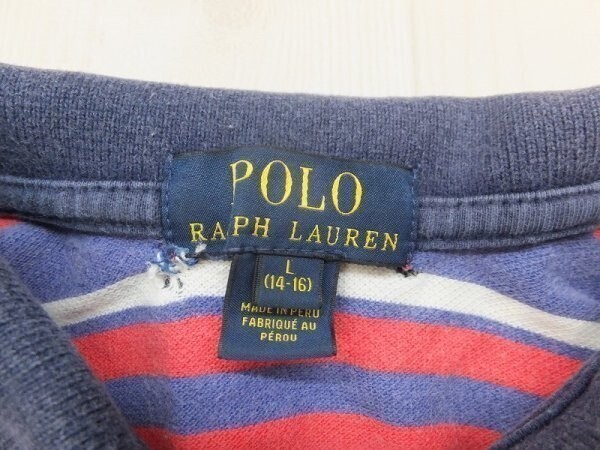 POLO
RALPH LAUREN
L
(14-16)
MADE IN PERU
FABRIQUÉ AU
PÉROU